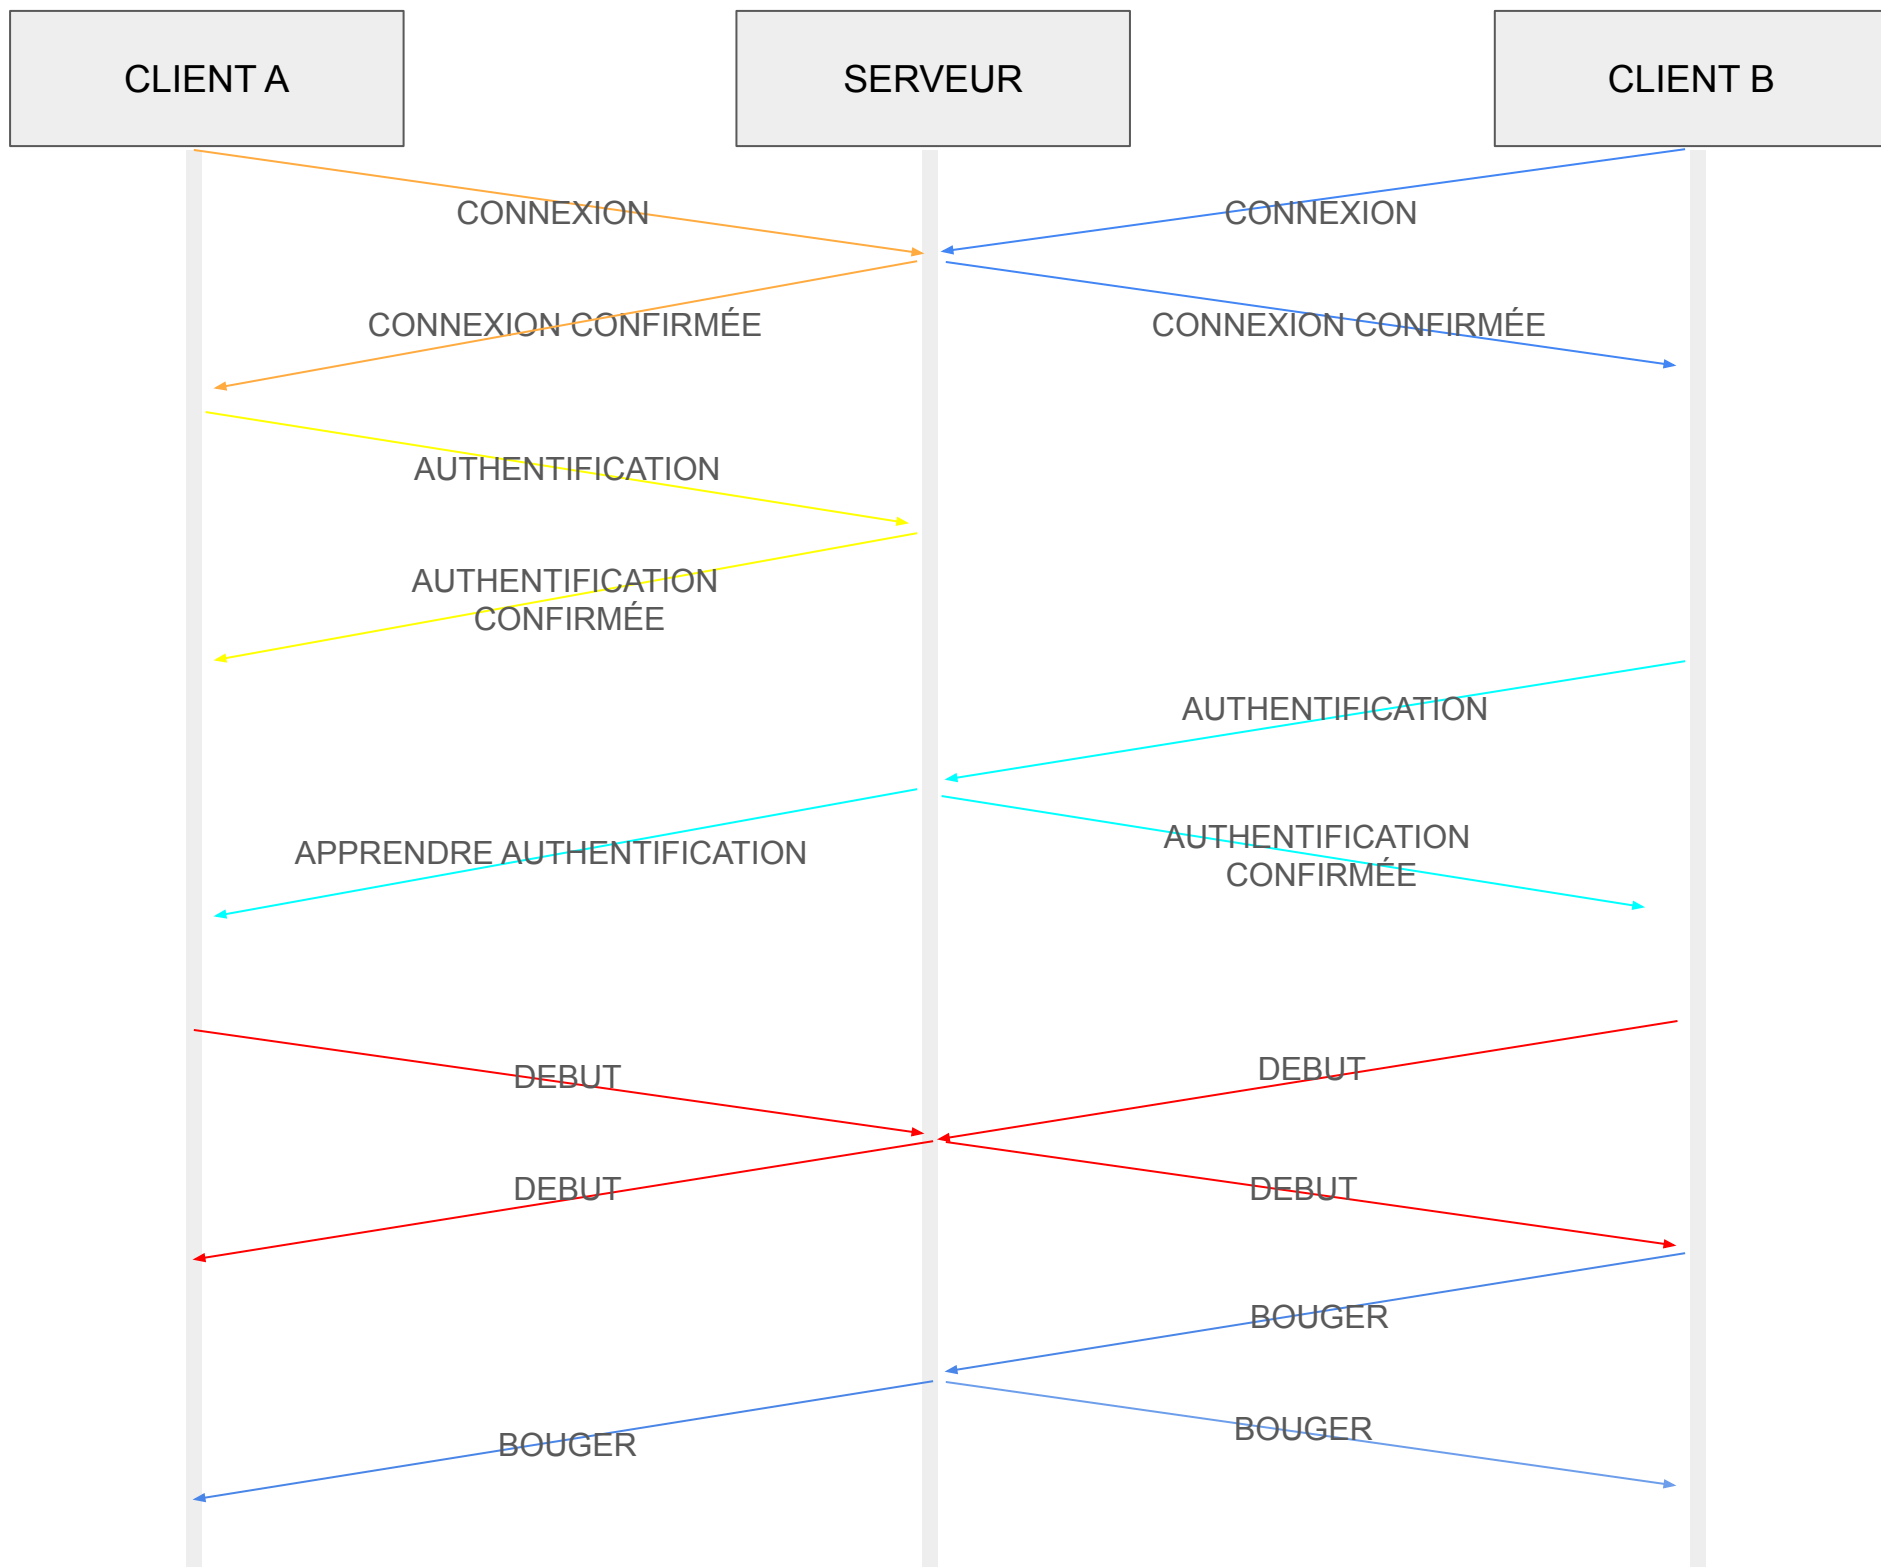 CLIENT A
SERVEUR
CLIENT B
CONNEXION
CONNEXION
CONNEXION CONFIRMÉE
CONNEXION CONFIRMÉE
AUTHENTIFICATION
AUTHENTIFICATION
CONFIRMÉE
AUTHENTIFICATION
APPRENDRE AUTHENTIFICATION
AUTHENTIFICATION
CONFIRMÉE
DEBUT
DEBUT
DEBUT
DEBUT
BOUGER
BOUGER
BOUGER